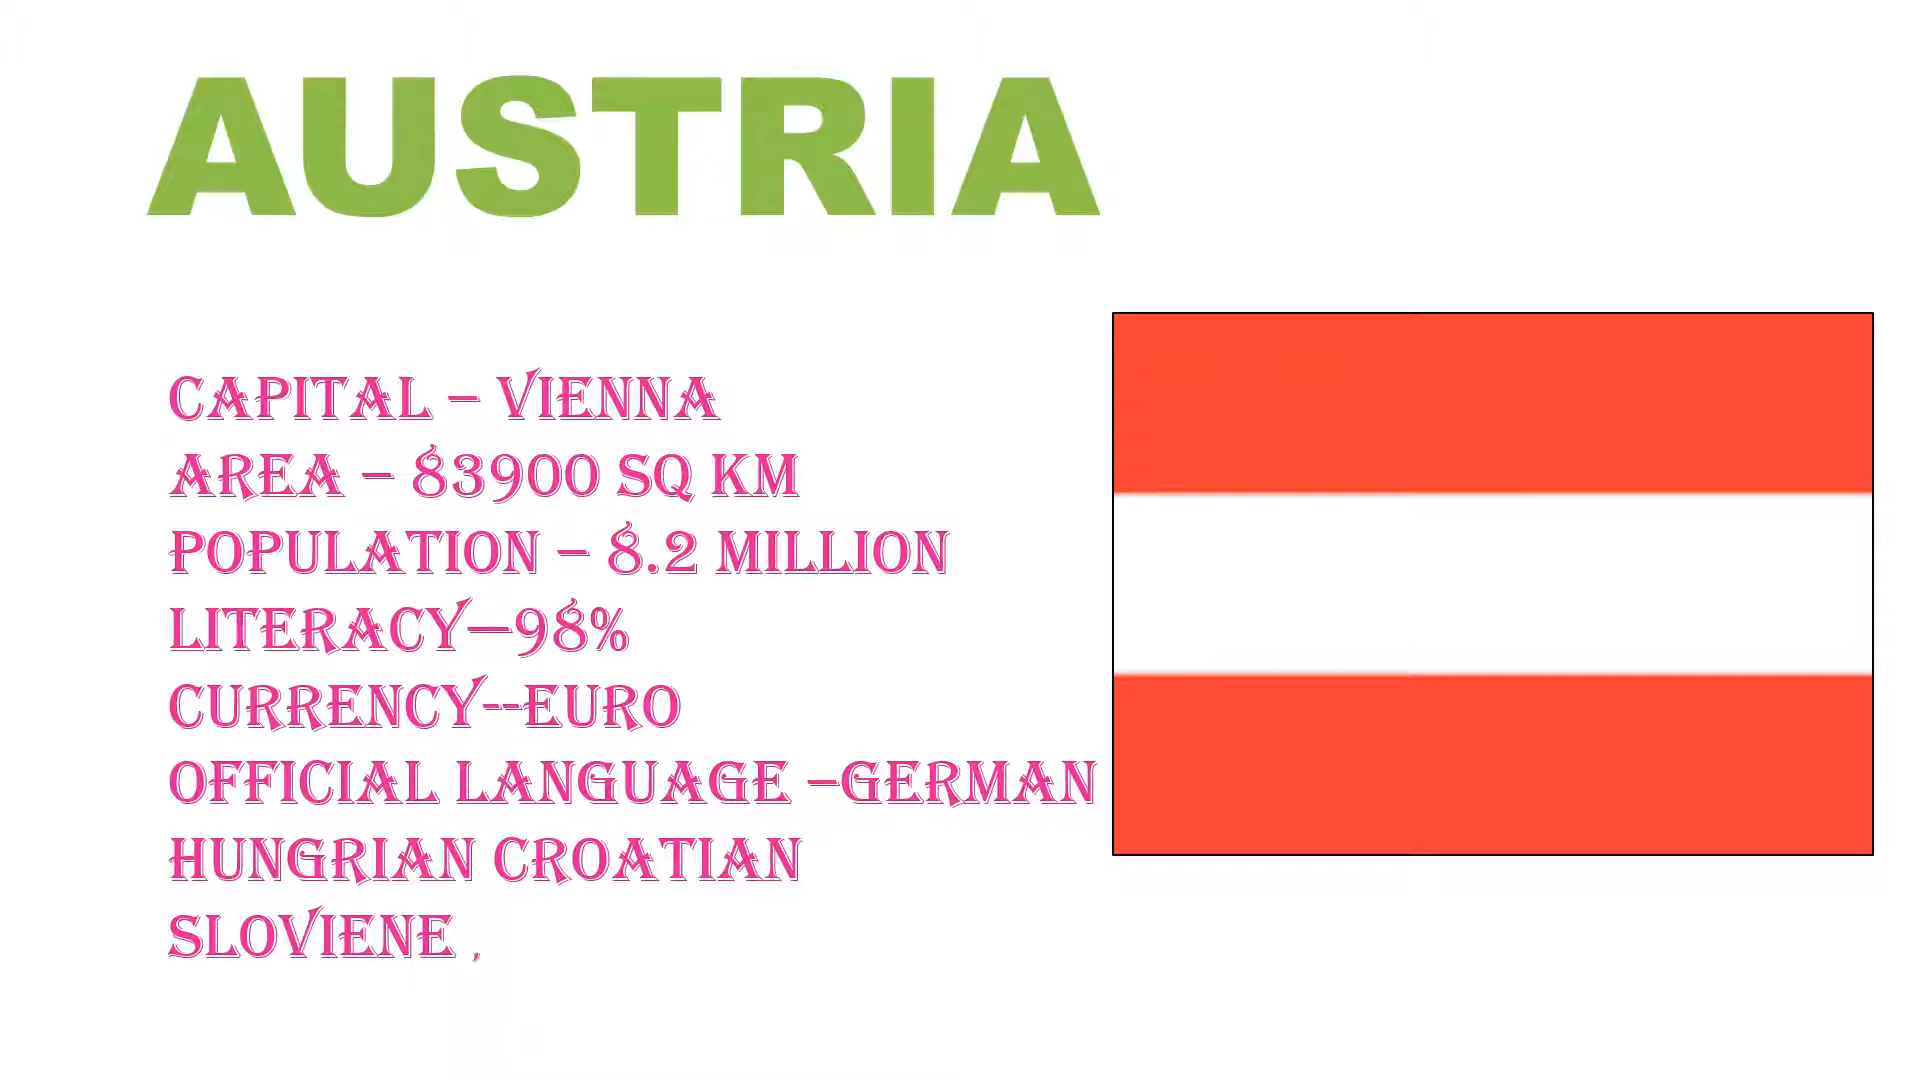 AUSTRIA
CAPITAL – VIENNA
AREA – 83900 SQ KM
POPULATION – 8.2 MILLION
LITERACY—98%
CURRENCY--EURO
OFFICIAL LANGUAGE –GERMAN
HUNGRIAN CROATIAN
SLOVIENE ,